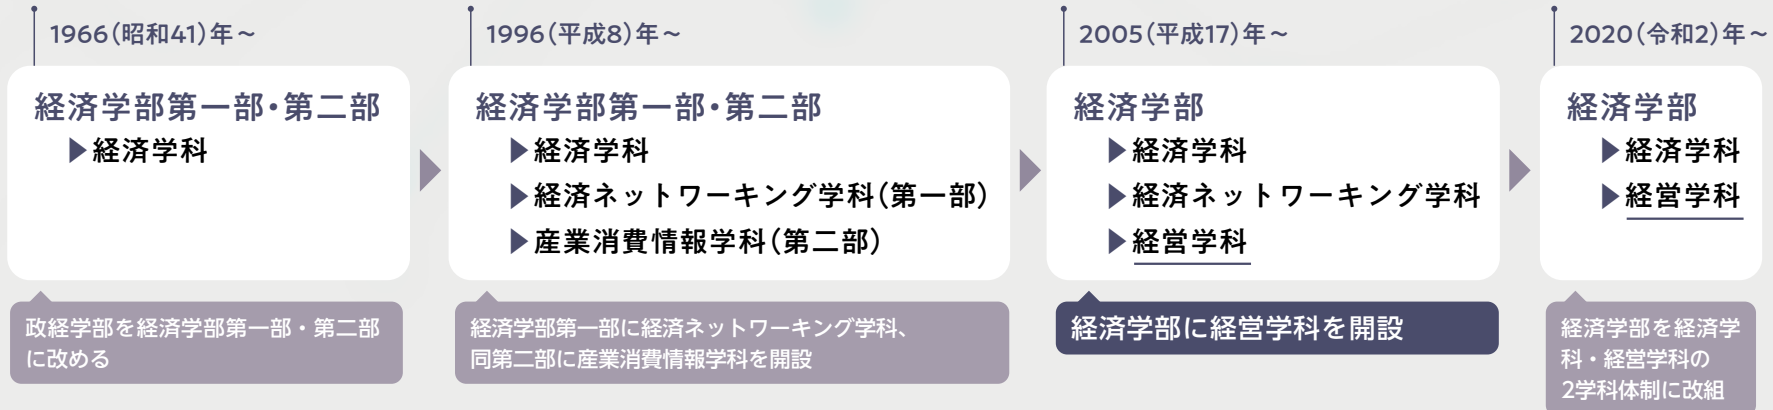 1966(昭和41)年~
経済学部第一部・第二部
▶経済学科
政経学部を経済学部第一部・第二部
に改める
1996(平成8)年~
経済学部第一部・第二部
▶経済学科
▶経済ネットワーキング学科(第一部)
▶産業消費情報学科(第二部)
経済学部第一部に経済ネットワーキング学科、
同第二部に産業消費情報学科を開設
2005(平成17)年~
経済学部
▶経済学科
▶経済ネットワーキング学科
▶経営学科
経済学部に経営学科を開設
2020(令和2)年~
経済学部
▶経済学科
▶経営学科
経済学部を経済学
科・経営学科の
2学科体制に改組